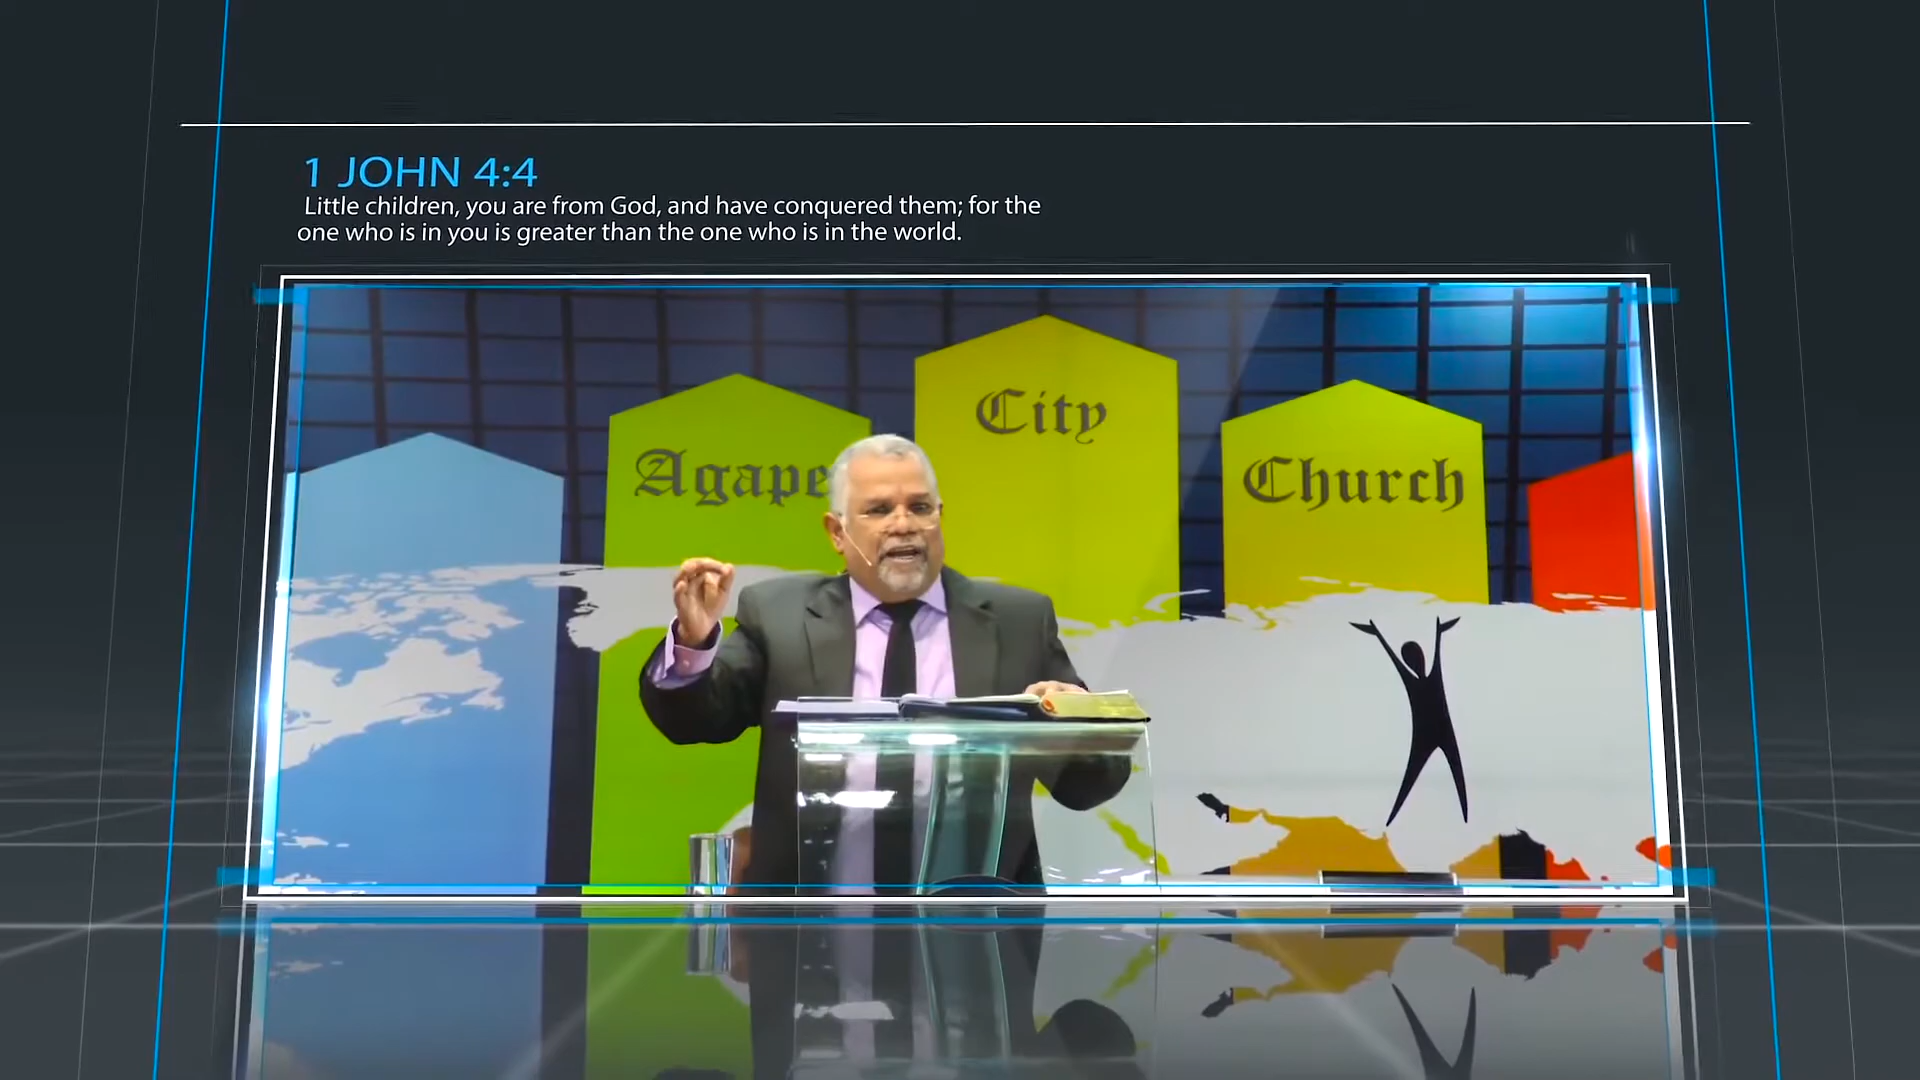 1 JOHN 4:4
Little children, you are from God, and have conquered them; for the
one who is in you is greater than the one who is in the world.
City
Agape
Church